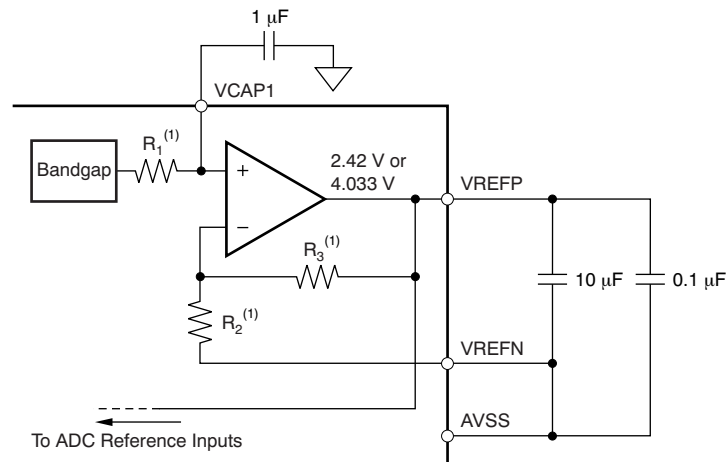 1 μF
VCAP1
Bandgap
R1(1)
+
2.42 V or
4.033 V
VREFP
−
R3(1)
R2(1)
10 μF
0.1 μF
VREFN
AVSS
To ADC Reference Inputs